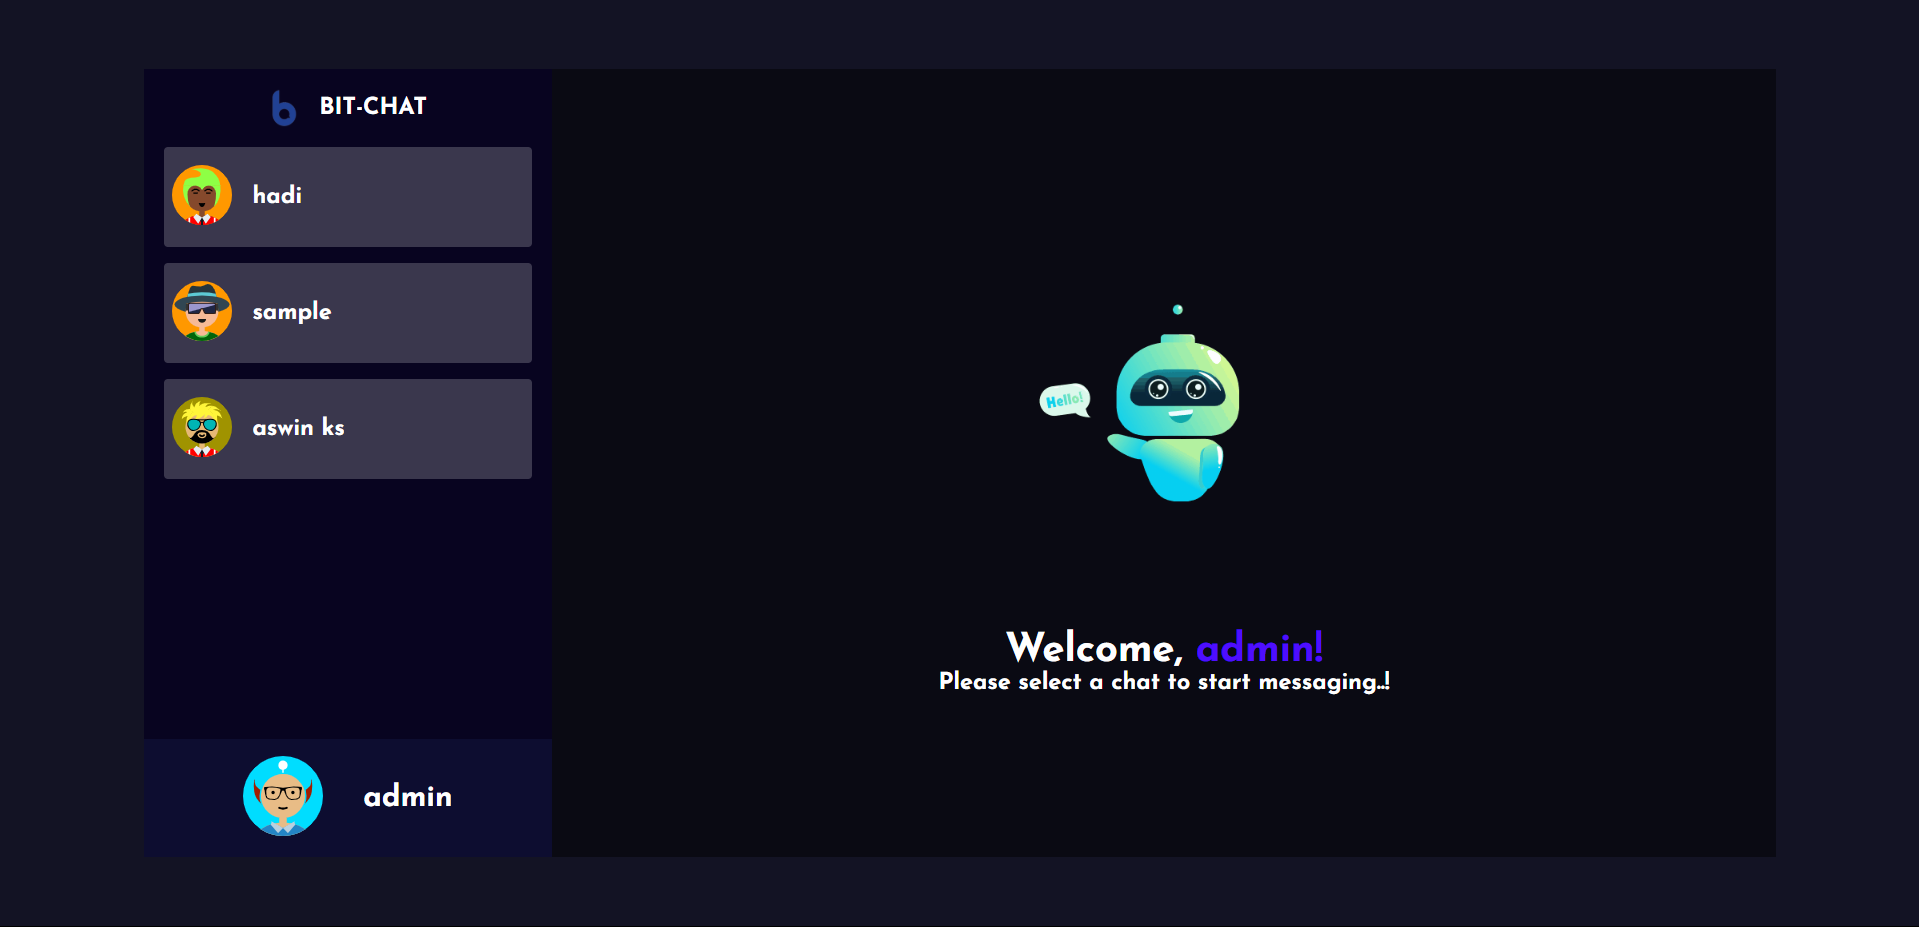 BIT-CHAT
hadi
sample
aswin ks
admin
Hello!
Welcome, admin!
Please select a chat to start messaging..!